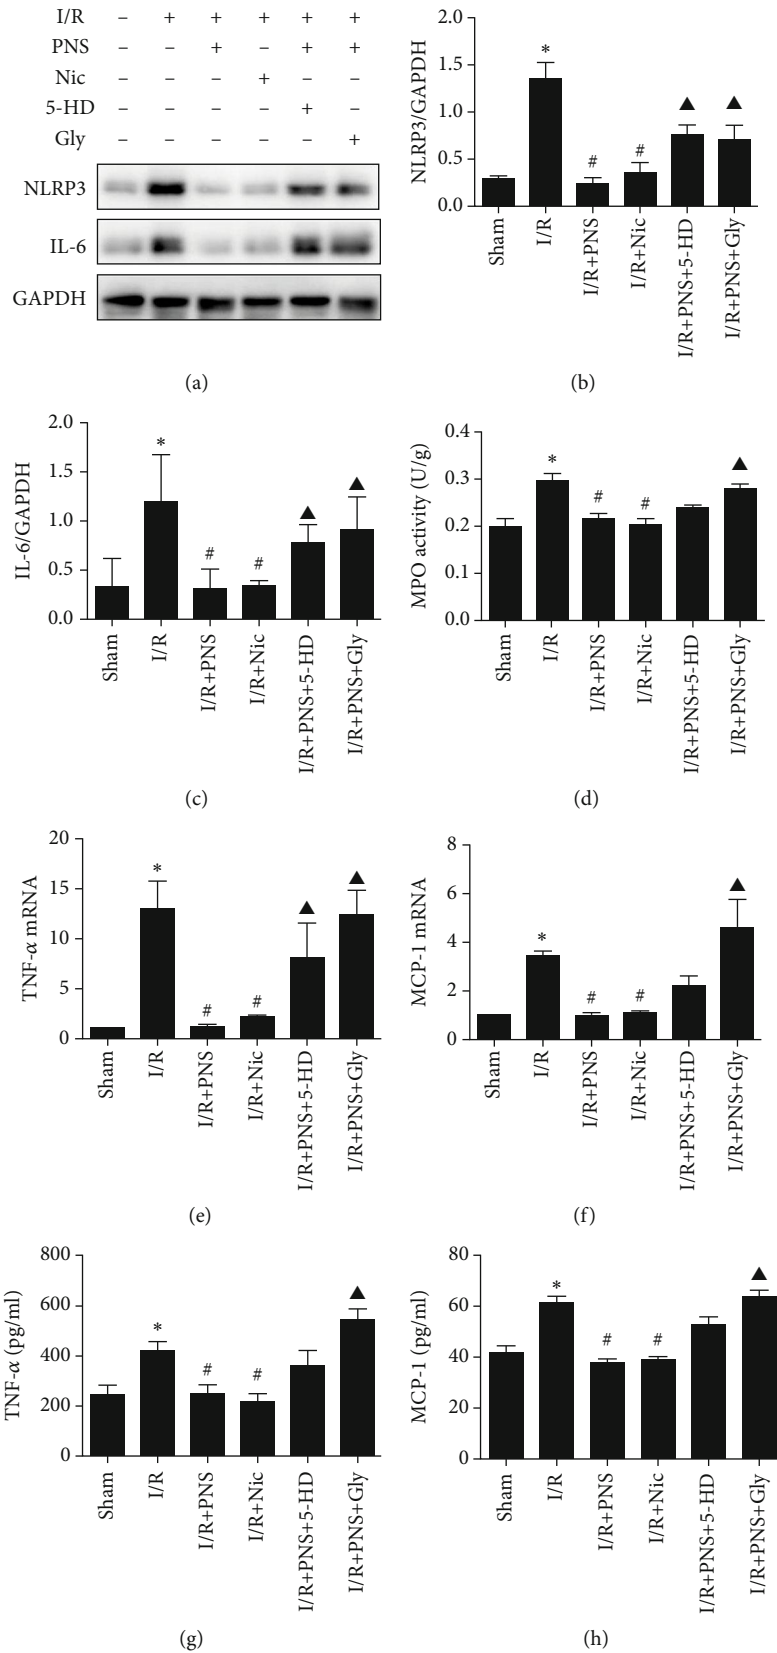 I/R – + + + + +
PNS – – + – + +
Nic – – – + – –
5-HD – – – – + –
Gly – – – – – +
NLRP3
IL-6
GAPDH
(a)
NLRP3/GAPDH
2.0
1.5
1.0
0.5
0.0
*
#
#
▲
▲
Sham
I/R
I/R+PNS
I/R+Nic
I/R+PNS+5-HD
I/R+PNS+Gly
(b)
IL-6/GAPDH
2.0
1.5
1.0
0.5
0.0
*
#
#
▲
▲
Sham
I/R
I/R+PNS
I/R+Nic
I/R+PNS+5-HD
I/R+PNS+Gly
(c)
MPO activity (U/g)
0.4
0.3
0.2
0.1
0.0
*
#
#
▲
Sham
I/R
I/R+PNS
I/R+Nic
I/R+PNS+5-HD
I/R+PNS+Gly
(d)
TNF-α mRNA
20
15
10
5
0
*
#
#
▲
▲
Sham
I/R
I/R+PNS
I/R+Nic
I/R+PNS+5-HD
I/R+PNS+Gly
(e)
MCP-1 mRNA
8
6
4
2
0
*
#
#
▲
Sham
I/R
I/R+PNS
I/R+Nic
I/R+PNS+5-HD
I/R+PNS+Gly
(f)
TNF-α (pg/ml)
800
600
400
200
0
*
#
#
▲
Sham
I/R
I/R+PNS
I/R+Nic
I/R+PNS+5-HD
I/R+PNS+Gly
(g)
MCP-1 (pg/ml)
80
60
40
20
0
*
#
#
▲
Sham
I/R
I/R+PNS
I/R+Nic
I/R+PNS+5-HD
I/R+PNS+Gly
(h)